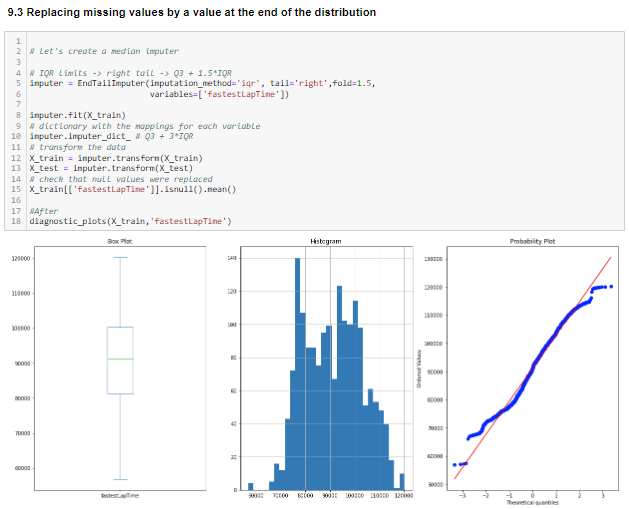 9.3 Replacing missing values by a value at the end of the distribution
1
2 # Let's create a median imputer
3
4 # IQR Limits -> right tail -> Q3 + 1.5*IQR
5 imputer = EndTailImputer(imputation_method='iqr', tail='right',fold=1.5,
6 variables=['fastestLapTime'])
7
8 imputer.fit(X_train)
9 # dictionary with the mappings for each variable
10 imputer.imputer_dict_ # Q3 + 3*IQR
11 # transform the data
12 X_train = imputer.transform(X_train)
13 X_test = imputer.transform(X_test)
14 # check that null values were replaced
15 X_train[['fastestLapTime']].isnull().mean()
16
17 #After
18 diagnostic_plots(X_train,'fastestLapTime')
Box Plot
120000
110000
100000
90000
80000
70000
60000
fastestLapTime
Histogram
140
120
100
80
60
40
20
0
60000 70000 80000 90000 100000 110000 120000
Probability Plot
130000
120000
110000
100000
90000
80000
70000
60000
50000
Ordered Values
-3 -2 -1 0 1 2 3
Theoretical quantiles